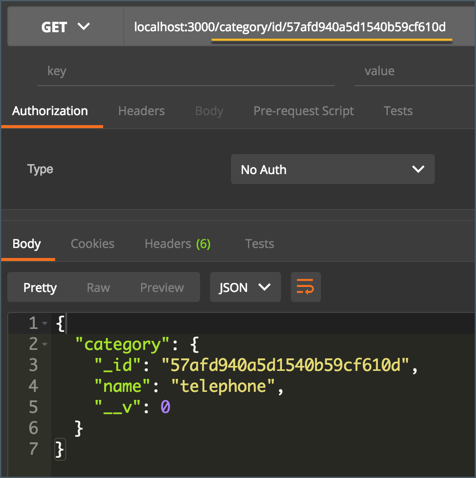 GET localhost:3000/category/id/57afd940a5d1540b59cf610d
key value
Authorization Headers Body Pre-request Script Tests
Type No Auth
Body Cookies Headers (6) Tests
Pretty Raw Preview JSON
1 {
2 "category": {
3 "_id": "57afd940a5d1540b59cf610d",
4 "name": "telephone",
5 "__v": 0
6 }
7 }